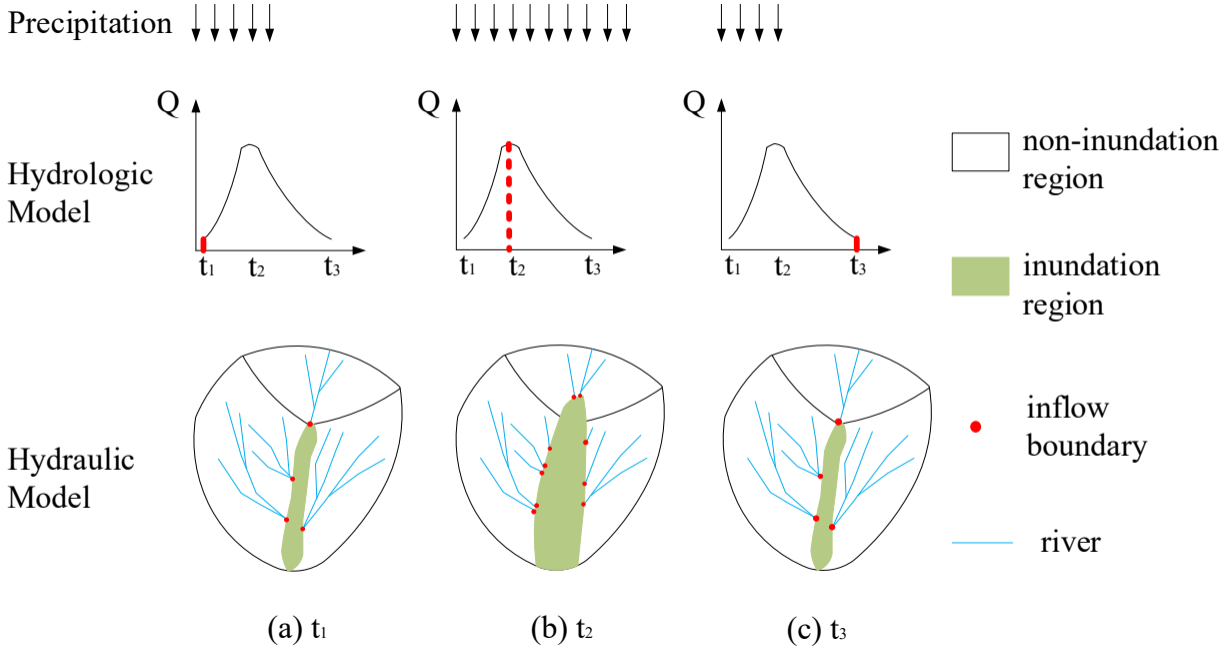 Precipitation
Q
Q
Q
Hydrologic
Model
t₁ t₂ t₃
t₁ t₂ t₃
t₁ t₂ t₃
non-inundation
region
inundation
region
Hydraulic
Model
inflow
boundary
river
(a) t₁
(b) t₂
(c) t₃